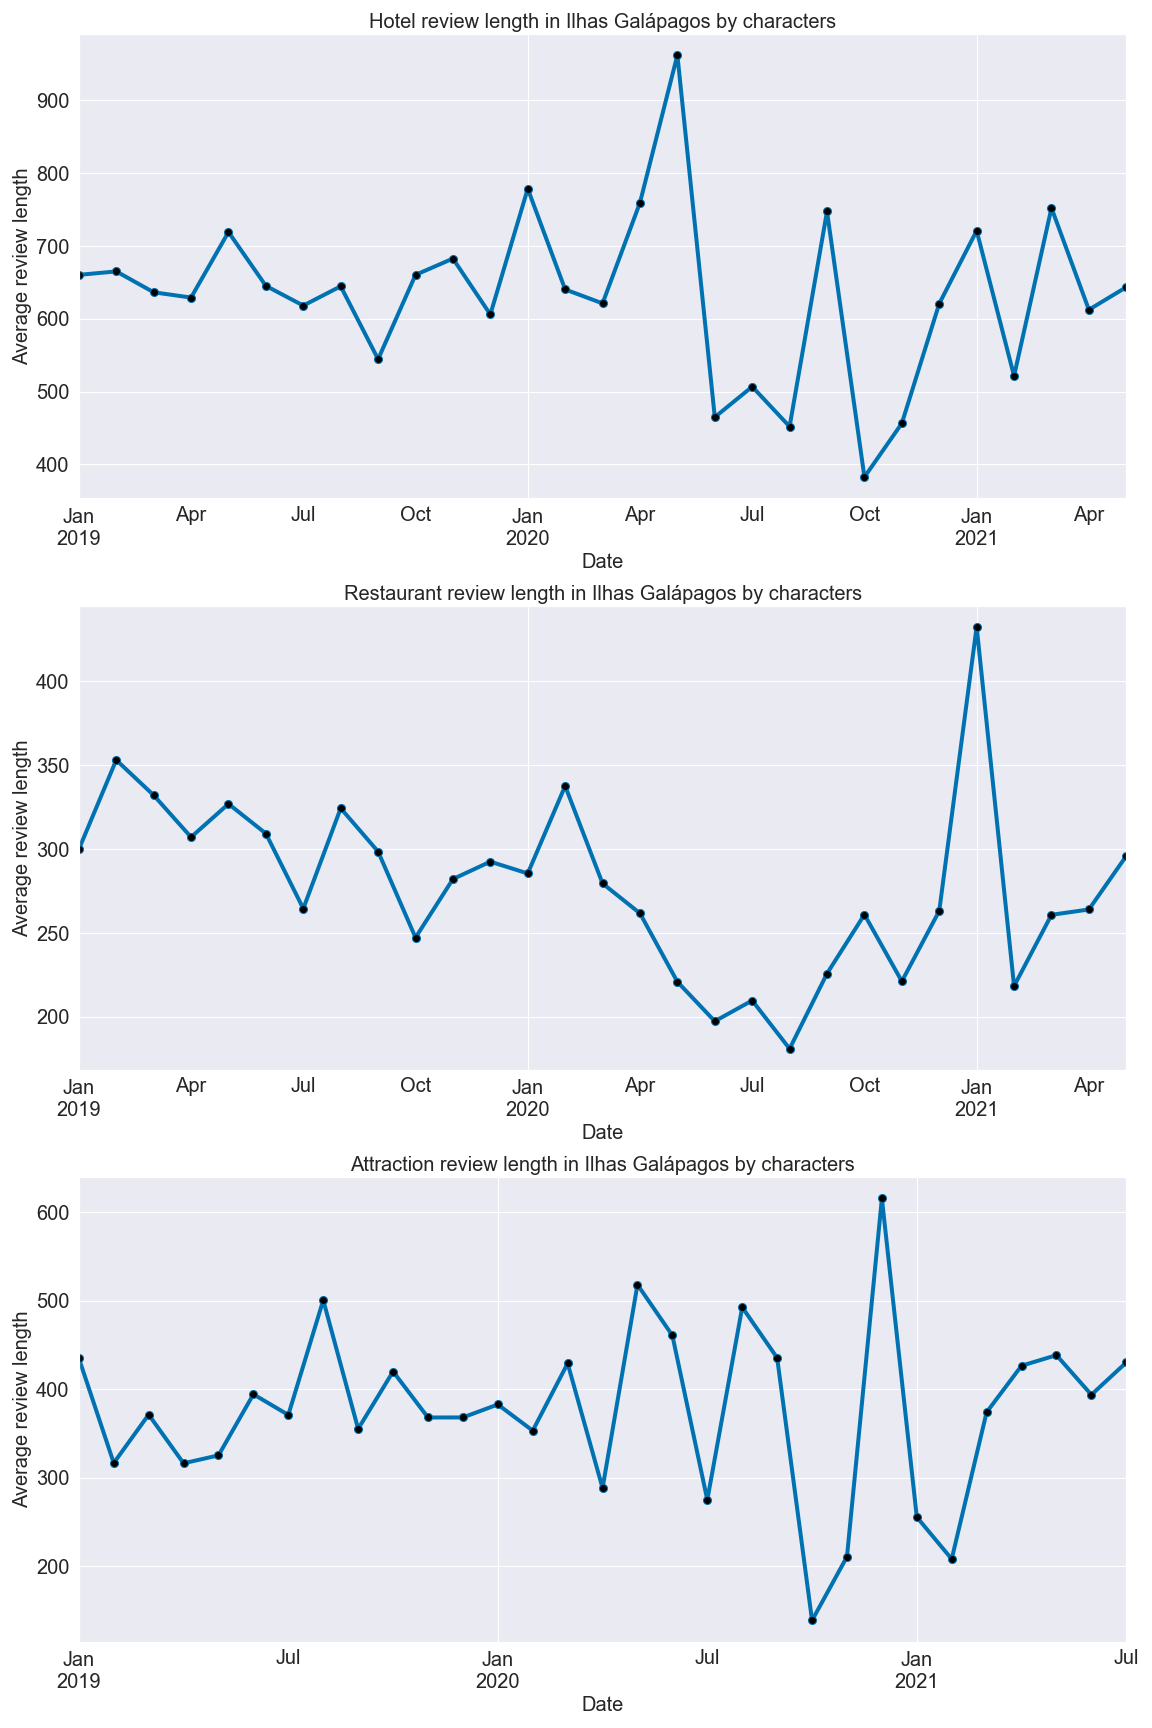 Hotel review length in Ilhas Galápagos by characters
Average review length
900
800
700
600
500
400
Jan Apr Jul Oct Jan Apr Jul Oct Jan Apr
2019 2020 2021
Date
Restaurant review length in Ilhas Galápagos by characters
Average review length
400
350
300
250
200
Jan Apr Jul Oct Jan Apr Jul Oct Jan Apr
2019 2020 2021
Date
Attraction review length in Ilhas Galápagos by characters
Average review length
600
500
400
300
200
Jan Jul Jan Jul Jan Jul
2019 2020 2021
Date